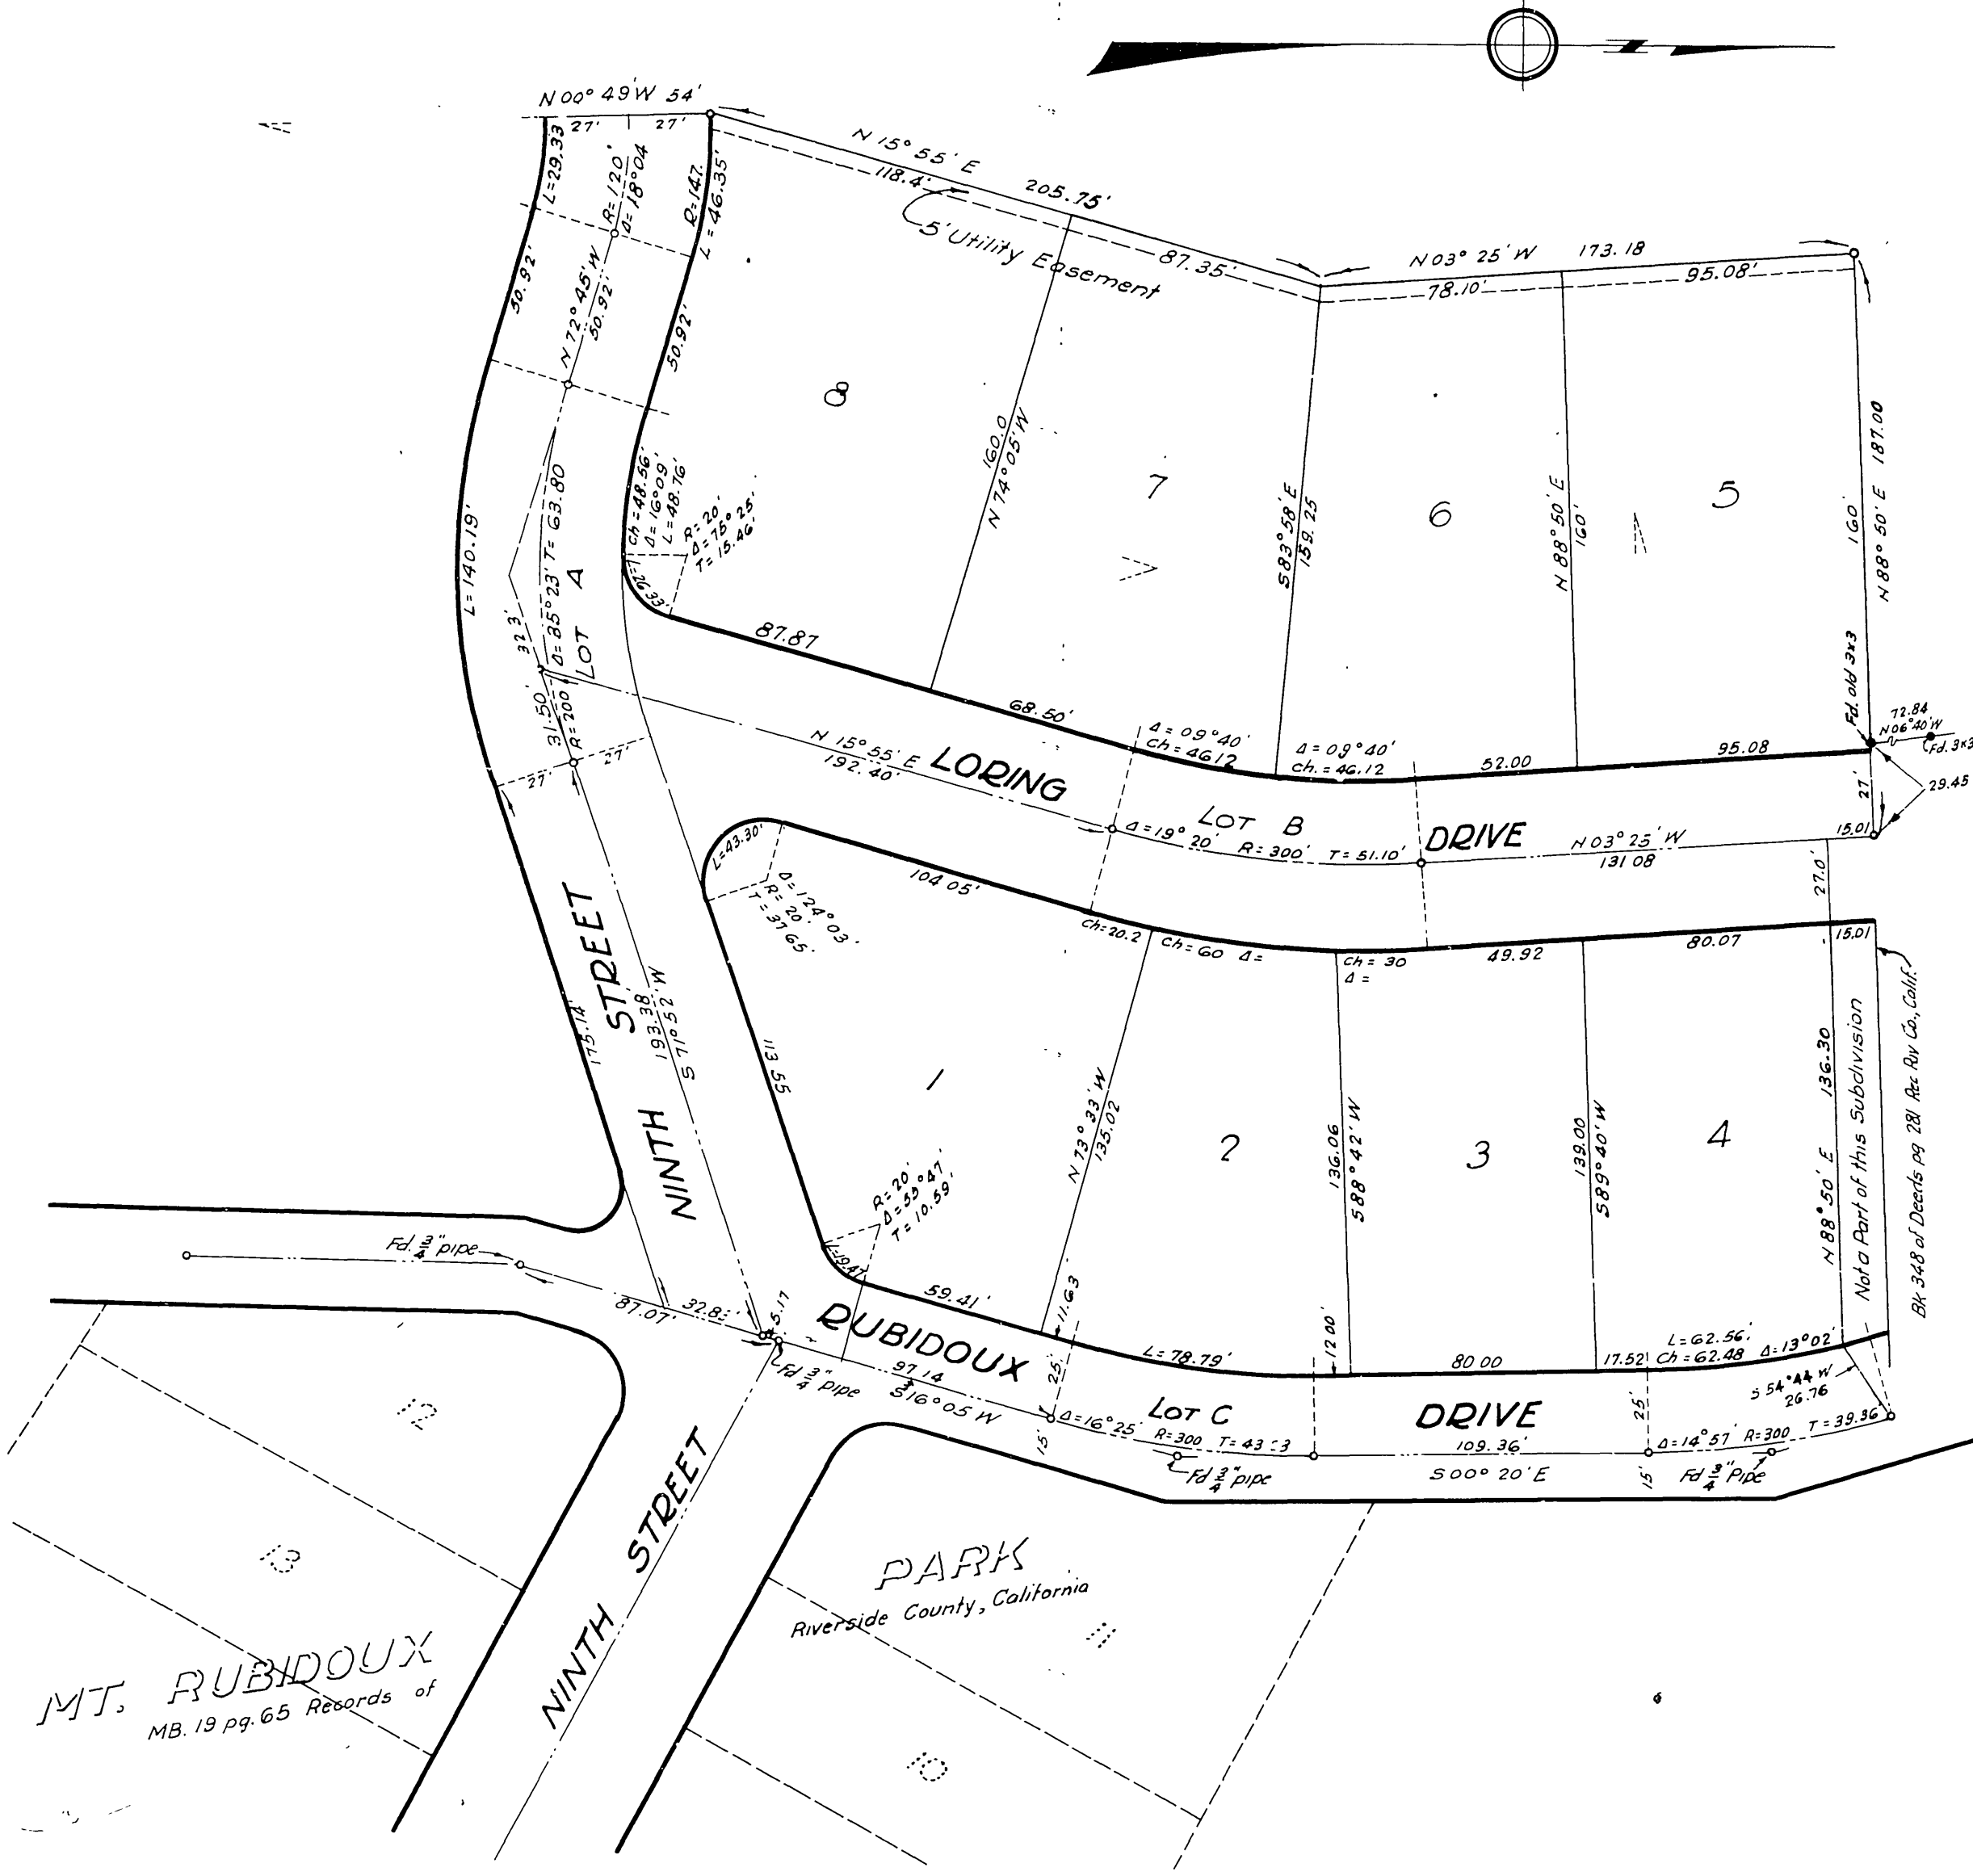 N 00° 49' W 54'
27' 27'
L=29.33
R=120'
Δ=18°04
R=147.
L=46.35'
N 15° 55' E
205.75'
118.4'
87.35'
5' Utility Easement
N 03° 25' W 173.18
78.10'
95.08'
50.92'
N 72° 45' W
50.92'
50.92'
8
160.0
N 74° 05' W
7
S 83° 58' E
159.25
6
N 88° 50' E
160'
5
160'
N 88° 50' E 187.00
Ch=48.56'
Δ=16°09'
L=48.76'
R=20'
Δ=75° 25'
T=15.46'
L=26.33'
L=140.19'
Δ=85°23' T=63.80
LOT A
32.3'
31.50'
R=200'
27' 27'
87.87
68.50'
Δ=09°40'
Ch=46.12
Δ=09°40'
Ch.=46.12
52.00
95.08
Fd. old 3x3
72.84
N 06° 40' W
Fd. 3x3
29.45
27'
15.01
N 15° 55' E
192.40'
LORING
LOT B
DRIVE
Δ=19° 20' R=300' T=51.10'
N 03° 25' W
131.08
27.0'
L=43.30'
Δ=124°03'
R=20'
T=37.65'
104.05'
Ch=20.2
Ch=60 Δ=
Ch=30
Δ=
49.92
80.07
15.01
175.14'
STREET
193.38'
S 71° 52' W
NINTH
113.55
1
N 73° 33' W
135.02
2
136.06
S 88° 42' W
3
139.00
S 89° 40' W
4
N 88° 50' E 136.30
Not a Part of this Subdivision
Bk 348 of Deeds pg 281 Rec Riv Co., Calif.
R=20'
Δ=55°47'
T=10.59'
L=19.47'
Fd. 3/4" pipe
87.07'
32.83'
5.17
59.41'
11.63'
RUBIDOUX
L=78.79'
12.00'
80.00
17.52
L=62.56'
Ch=62.48 Δ=13°02'
S 54° 44' W
26.76
Fd 3/4" pipe
97.14
S 16° 05' W
25'
15'
LOT C
DRIVE
Δ=16° 25' R=300
Fd 3/4" pipe
109.36'
S 00° 20' E
25'
15'
Δ=14° 57' R=300 T=39.36'
Fd 3/4" Pipe
12
13
STREET
NINTH
PARK
Riverside County, California
11
10
MT. RUBIDOUX
MB. 19 pg. 65 Records of